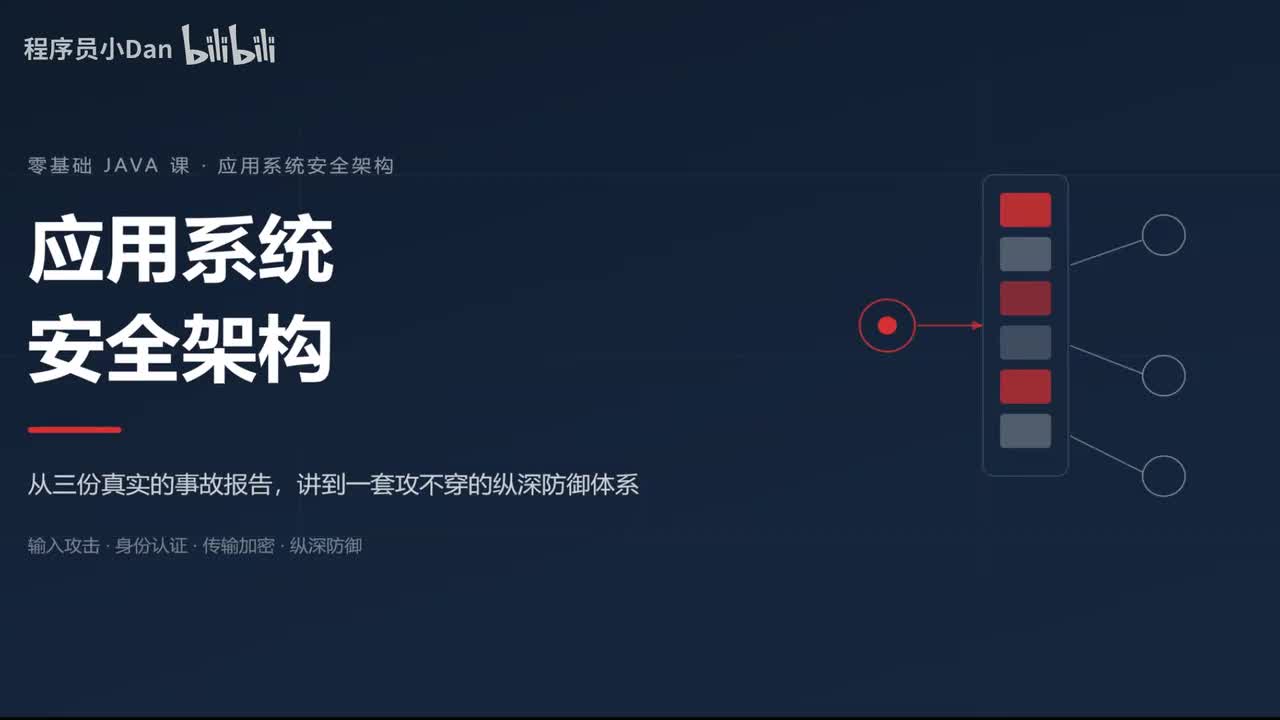 程序员小Dan bilibili
零基础 JAVA 课 · 应用系统安全架构
应用系统
安全架构
从三份真实的事故报告，讲到一套攻不穿的纵深防御体系
输入攻击 · 身份认证 · 传输加密 · 纵深防御